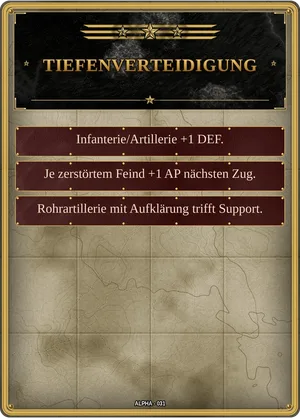 TIEFENVERTEIDIGUNG
Infanterie/Artillerie +1 DEF.
Je zerstörtem Feind +1 AP nächsten Zug.
Rohrartillerie mit Aufklärung trifft Support.
ALPHA - 031